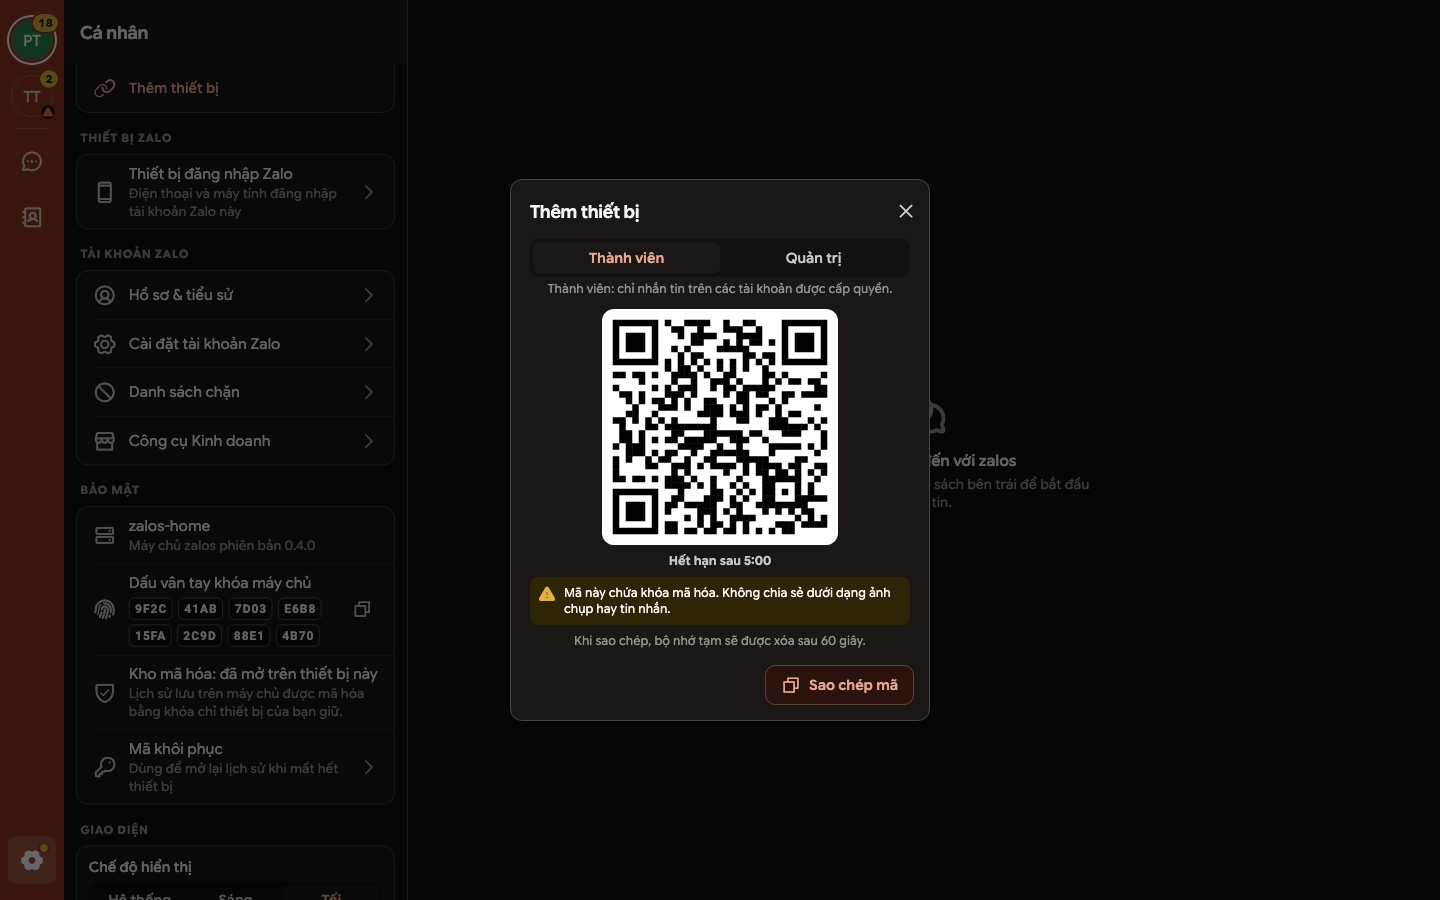 PT
18
TT
2
Cá nhân
Thêm thiết bị
THIẾT BỊ ZALO
Thiết bị đăng nhập Zalo
Điện thoại và máy tính đăng nhập
tài khoản Zalo này
TÀI KHOẢN ZALO
Hồ sơ & tiểu sử
Cài đặt tài khoản Zalo
Danh sách chặn
Công cụ Kinh doanh
BẢO MẬT
zalos-home
Máy chủ zalos phiên bản 0.4.0
Dấu vân tay khóa máy chủ
9F2C 41AB 7D03 E6B8
15FA 2C9D 88E1 4B70
Kho mã hóa: đã mở trên thiết bị này
Lịch sử lưu trên máy chủ được mã hóa
bằng khóa chỉ thiết bị của bạn giữ.
Mã khôi phục
Dùng để mở lại lịch sử khi mất hết
thiết bị
GIAO DIỆN
Chế độ hiển thị
Hệ thống Sáng Tối
Thêm thiết bị
Thành viên Quản trị
Thành viên: chỉ nhắn tin trên các tài khoản được cấp quyền.
Hết hạn sau 5:00
Mã này chứa khóa mã hóa. Không chia sẻ dưới dạng ảnh
chụp hay tin nhắn.
Khi sao chép, bộ nhớ tạm sẽ được xóa sau 60 giây.
Sao chép mã
với zalos
sách bên trái để bắt đầu
tin.